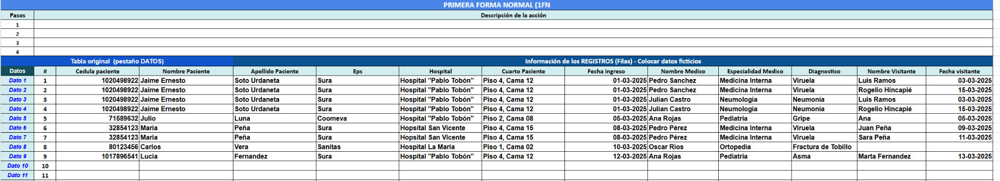 PRIMERA FORMA NORMAL (1FN
Pasos Descripción de la acción
1
2
3
4
Tabla original (pestaño DATOS) Información de los REGISTROS (Filas) - Colocar datos ficticios
Datos # Cedula paciente Nombre Paciente Apellido Paciente Eps Hospital Cuarto Paciente Fecha ingreso Nombre Medico Especialidad Medico Diagnostico Nombre Visitante Fecha visitante
Dato 1 1 1020498922 Jaime Ernesto Soto Urdaneta Sura Hospital "Pablo Tobón" Piso 4, Cama 12 01-03-2025 Pedro Sanchez Medicina Interna Viruela Luis Ramos 03-03-2025
Dato 2 2 1020498922 Jaime Ernesto Soto Urdaneta Sura Hospital "Pablo Tobón" Piso 4, Cama 12 01-03-2025 Pedro Sanchez Medicina Interna Viruela Rogelio Hincapié 15-03-2025
Dato 3 3 1020498922 Jaime Ernesto Soto Urdaneta Sura Hospital "Pablo Tobón" Piso 4, Cama 12 01-03-2025 Julian Castro Neumología Neumonía Luis Ramos 03-03-2025
Dato 4 4 1020498922 Jaime Ernesto Soto Urdaneta Sura Hospital "Pablo Tobón" Piso 4, Cama 12 01-03-2025 Julian Castro Neumología Neumonía Rogelio Hincapié 15-03-2025
Dato 5 5 71589632 Julio Luna Coomeva Hospital "Pablo Tobón" Piso 2, Cama 08 05-03-2025 Ana Rojas Pediatria Gripe Ana 05-03-2025
Dato 6 6 32854123 Maria Peña Sura Hopsital San Vicente Piso 4, Cama 15 08-03-2025 Pedro Pérez Medicina Interna Viruela Juan Peña 09-03-2025
Dato 7 7 32854123 Maria Peña Sura Hopsital San Vicente Piso 4, Cama 15 08-03-2025 Pedro Pérez Medicina Interna Viruela Sara Peña 11-03-2025
Dato 8 8 80123456 Carlos Vera Sanitas Hospital La Maria Piso 1, Cama 02 10-03-2025 Oscar Rios Ortopedia Fractura de Tobillo
Dato 9 9 1017896541 Lucia Fernandez Sura Hospital "Pablo Tobón" Piso 4, Cama 12 12-03-2025 Ana Rojas Pediatria Asma Marta Fernandez 13-03-2025
Dato 10 10
Dato 11 11